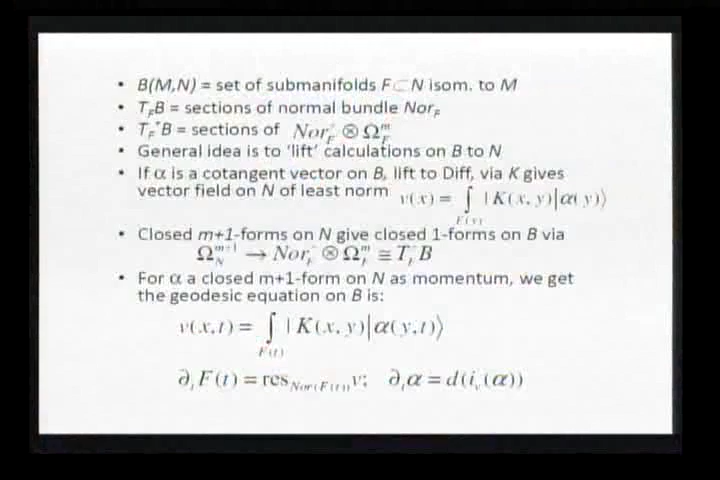 • B(M,N) = set of submanifolds F⊂N isom. to M
• T_F B = sections of normal bundle Nor_F
• T_F^* B = sections of Nor_F^* ⊗ Ω_F^m
• General idea is to 'lift' calculations on B to N
• If α is a cotangent vector on B, lift to Diff, via K gives
vector field on N of least norm v(x) = ∫_{F(y)} | K(x, y)|α(y)⟩
• Closed m+1-forms on N give closed 1-forms on B via
Ω_N^{m+1} → Nor_F^* ⊗ Ω_F^m ≅ T_F^* B
• For α a closed m+1-form on N as momentum, we get
the geodesic equation on B is:
v(x,t) = ∫_{F(t)} | K(x, y)|α(y,t)⟩
∂_t F(t) = res_{Nor(F(t))} v; ∂_t α = d(i_v(α))